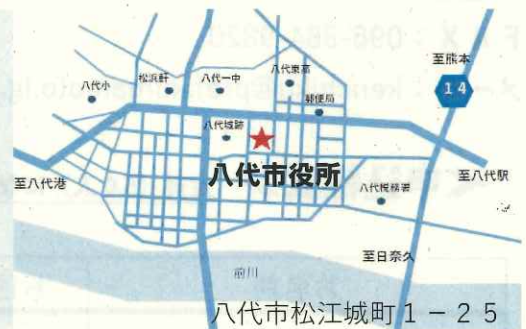 至熊本
14
八代小
松浜軒
八代一中
八代東高
郵便局
八代城跡
八代市役所
至八代港
至八代駅
八代税務署
至日奈久
前川
八代市松江城町1－25